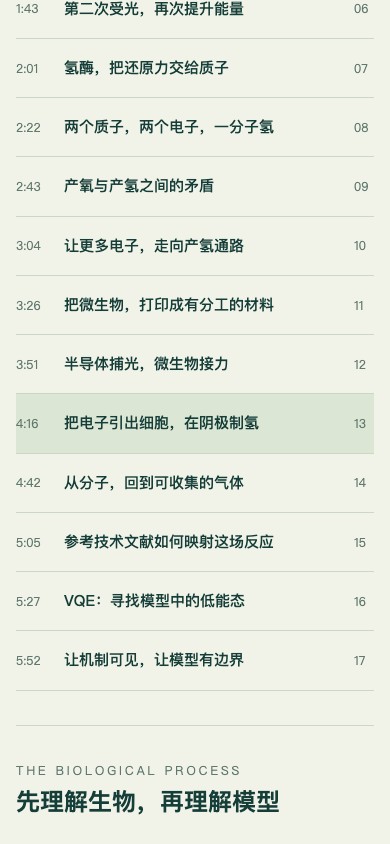 1:43 第二次受光，再次提升能量 06
2:01 氢酶，把还原力交给质子 07
2:22 两个质子，两个电子，一分子氢 08
2:43 产氧与产氢之间的矛盾 09
3:04 让更多电子，走向产氢通路 10
3:26 把微生物，打印成有分工的材料 11
3:51 半导体捕光，微生物接力 12
4:16 把电子引出细胞，在阴极制氢 13
4:42 从分子，回到可收集的气体 14
5:05 参考技术文献如何映射这场反应 15
5:27 VQE：寻找模型中的低能态 16
5:52 让机制可见，让模型有边界 17
THE BIOLOGICAL PROCESS
先理解生物，再理解模型